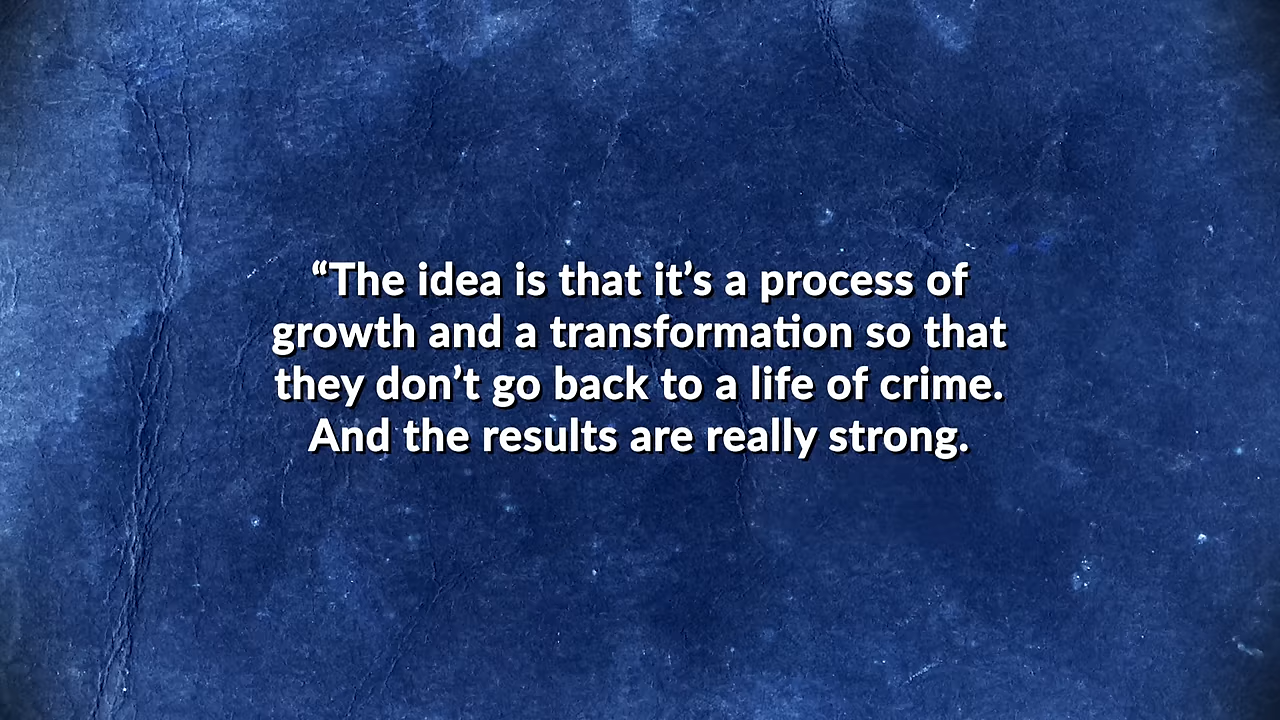 “The idea is that it’s a process of
growth and a transformation so that
they don’t go back to a life of crime.
And the results are really strong.